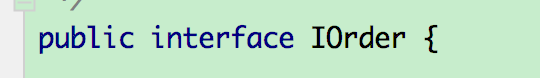 */
public interface IOrder {